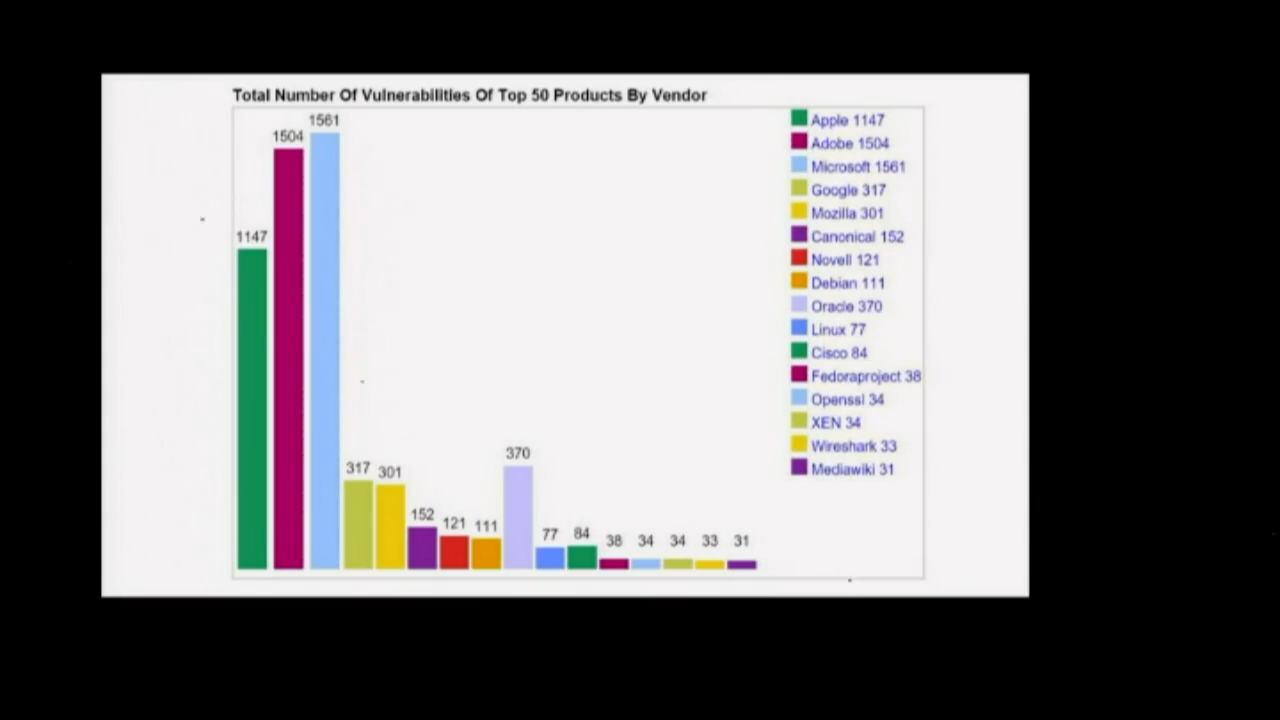 Total Number Of Vulnerabilities Of Top 50 Products By Vendor
1147
1504
1561
317
301
152
121
111
370
77
84
38
34
34
33
31
Apple 1147
Adobe 1504
Microsoft 1561
Google 317
Mozilla 301
Canonical 152
Novell 121
Debian 111
Oracle 370
Linux 77
Cisco 84
Fedoraproject 38
Openssl 34
XEN 34
Wireshark 33
Mediawiki 31